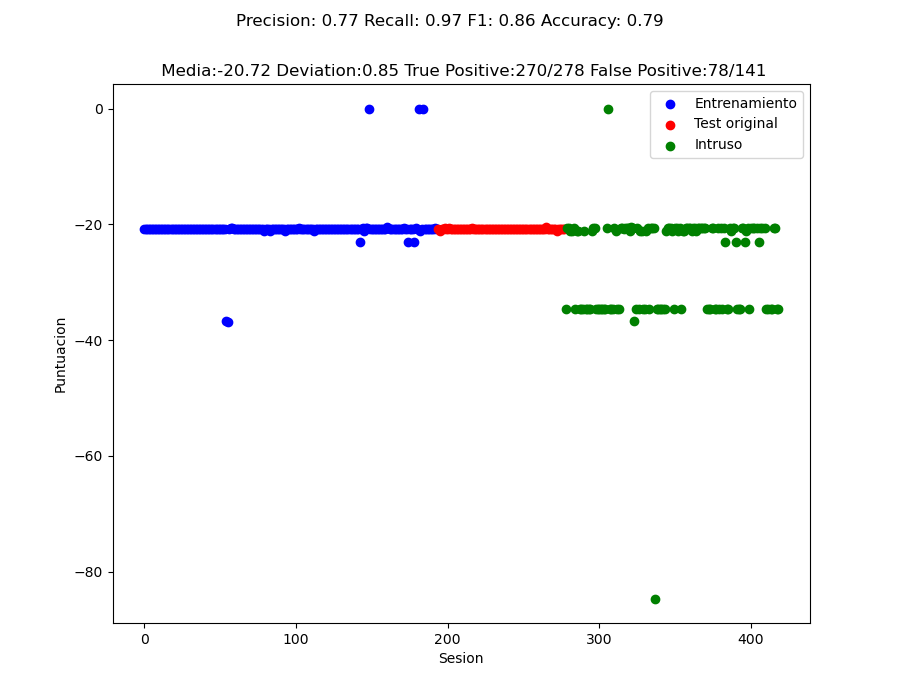 Precision: 0.77 Recall: 0.97 F1: 0.86 Accuracy: 0.79
Media:-20.72 Deviation:0.85 True Positive:270/278 False Positive:78/141
Entrenamiento
Test original
Intruso
0
−20
−40
−60
−80
Puntuacion
0 100 200 300 400
Sesion